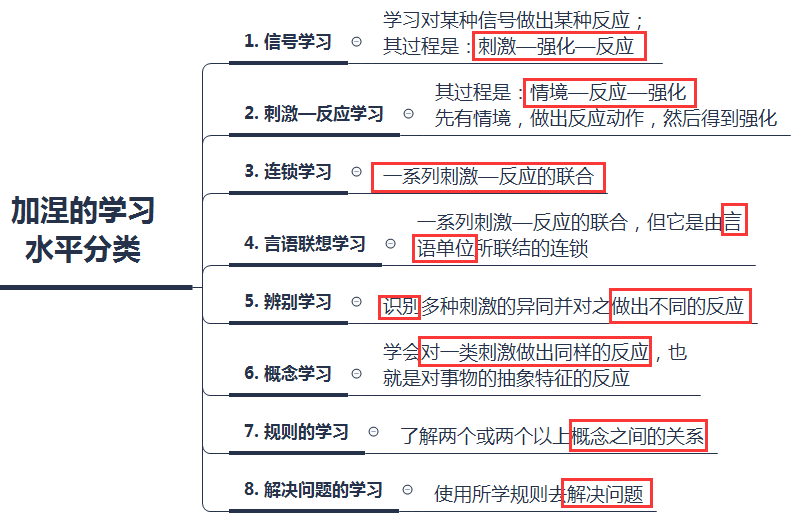 加涅的学习
水平分类
1. 信号学习
学习对某种信号做出某种反应；
其过程是：刺激—强化—反应
2. 刺激—反应学习
其过程是：情境—反应—强化
先有情境，做出反应动作，然后得到强化
3. 连锁学习
一系列刺激—反应的联合
4. 言语联想学习
一系列刺激—反应的联合，但它是由言
语单位所联结的连锁
5. 辨别学习
识别多种刺激的异同并对之做出不同的反应
6. 概念学习
学会对一类刺激做出同样的反应，也
就是对事物的抽象特征的反应
7. 规则的学习
了解两个或两个以上概念之间的关系
8. 解决问题的学习
使用所学规则去解决问题